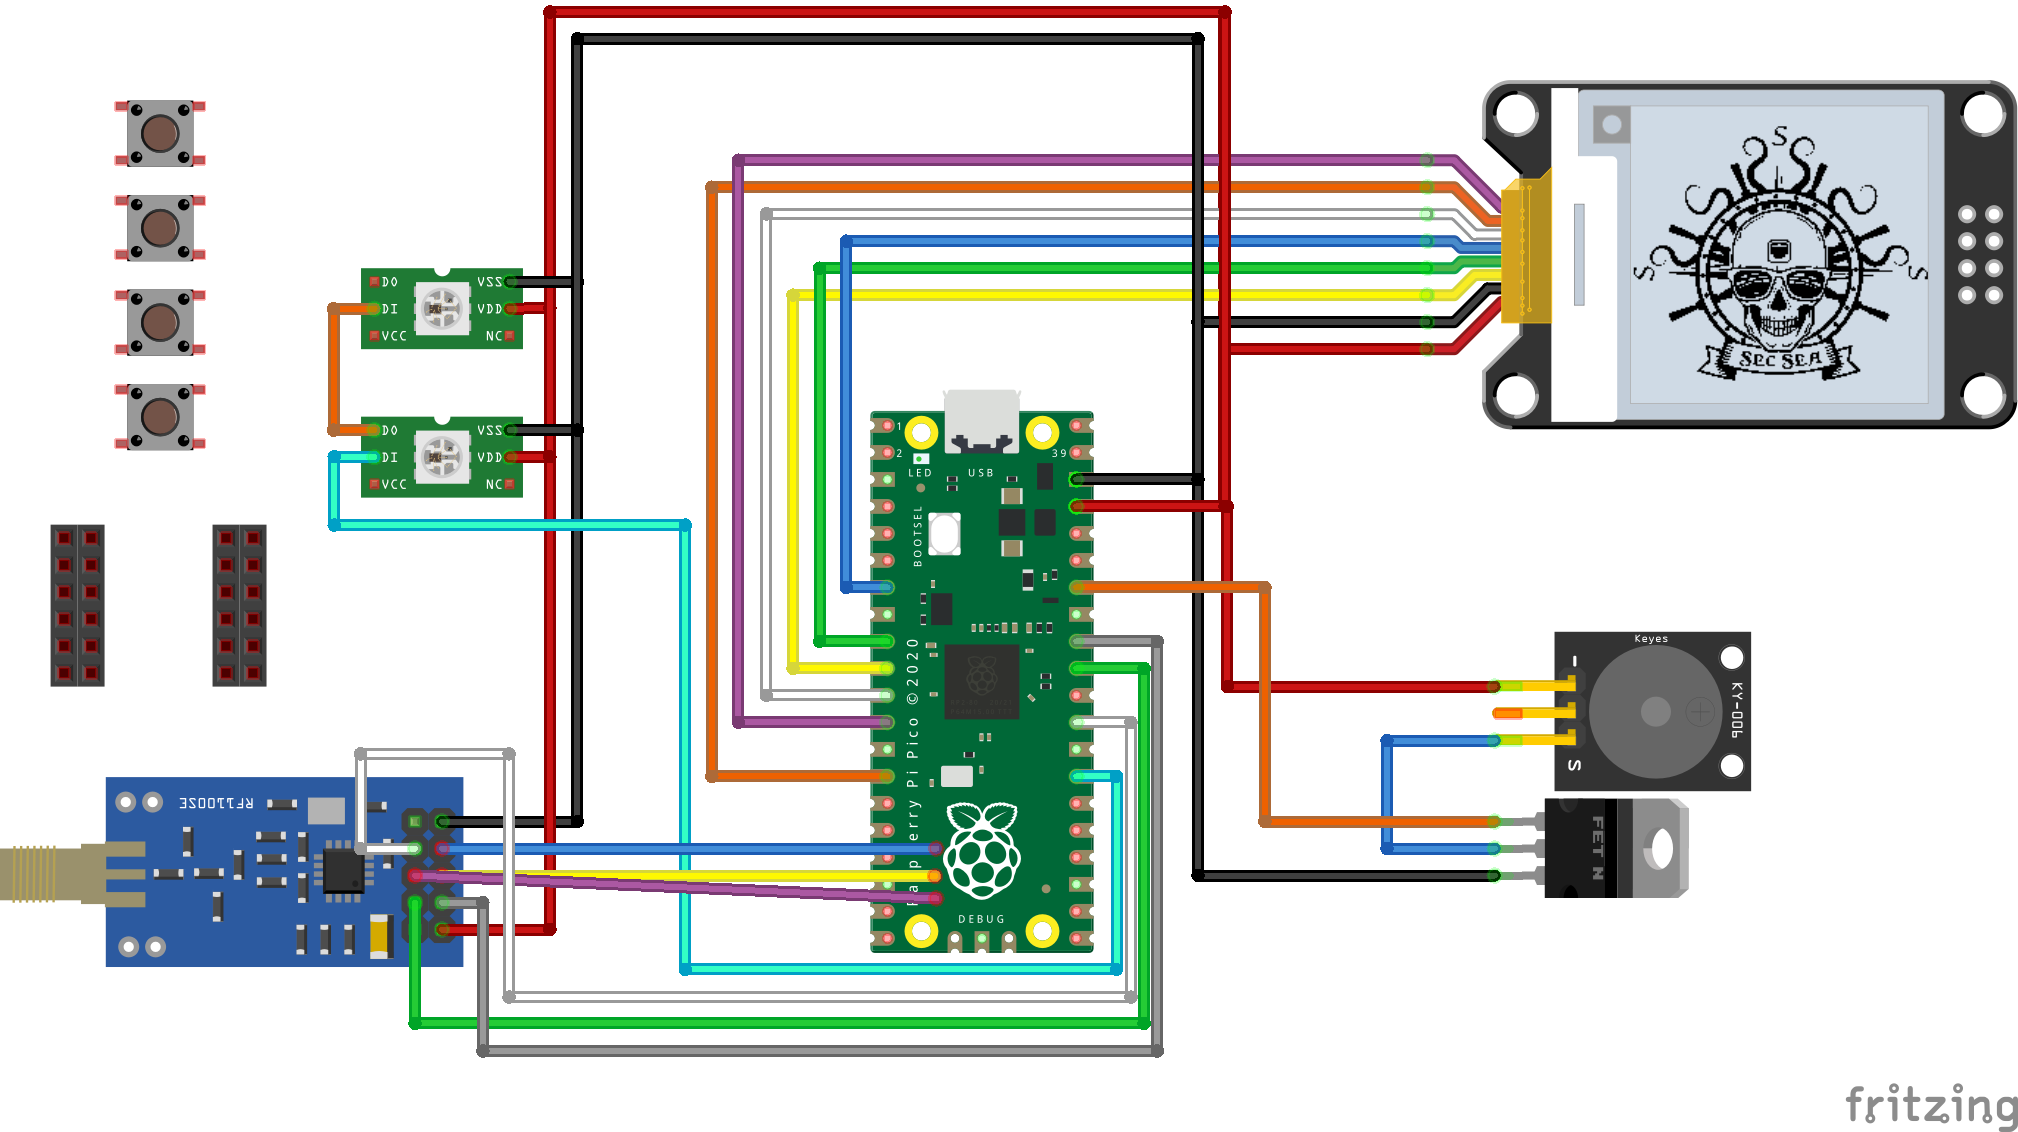 S
S
S
SEC SEA
DO
VSS
DI
VDD
VCC
NC
DO
VSS
DI
VDD
VCC
NC
1
2
39
LED
USB
BOOTSEL
erry Pi Pico © 2020
DEBUG
Keyes
KY-006
−
S
FET N
RF1100SE
fritzing